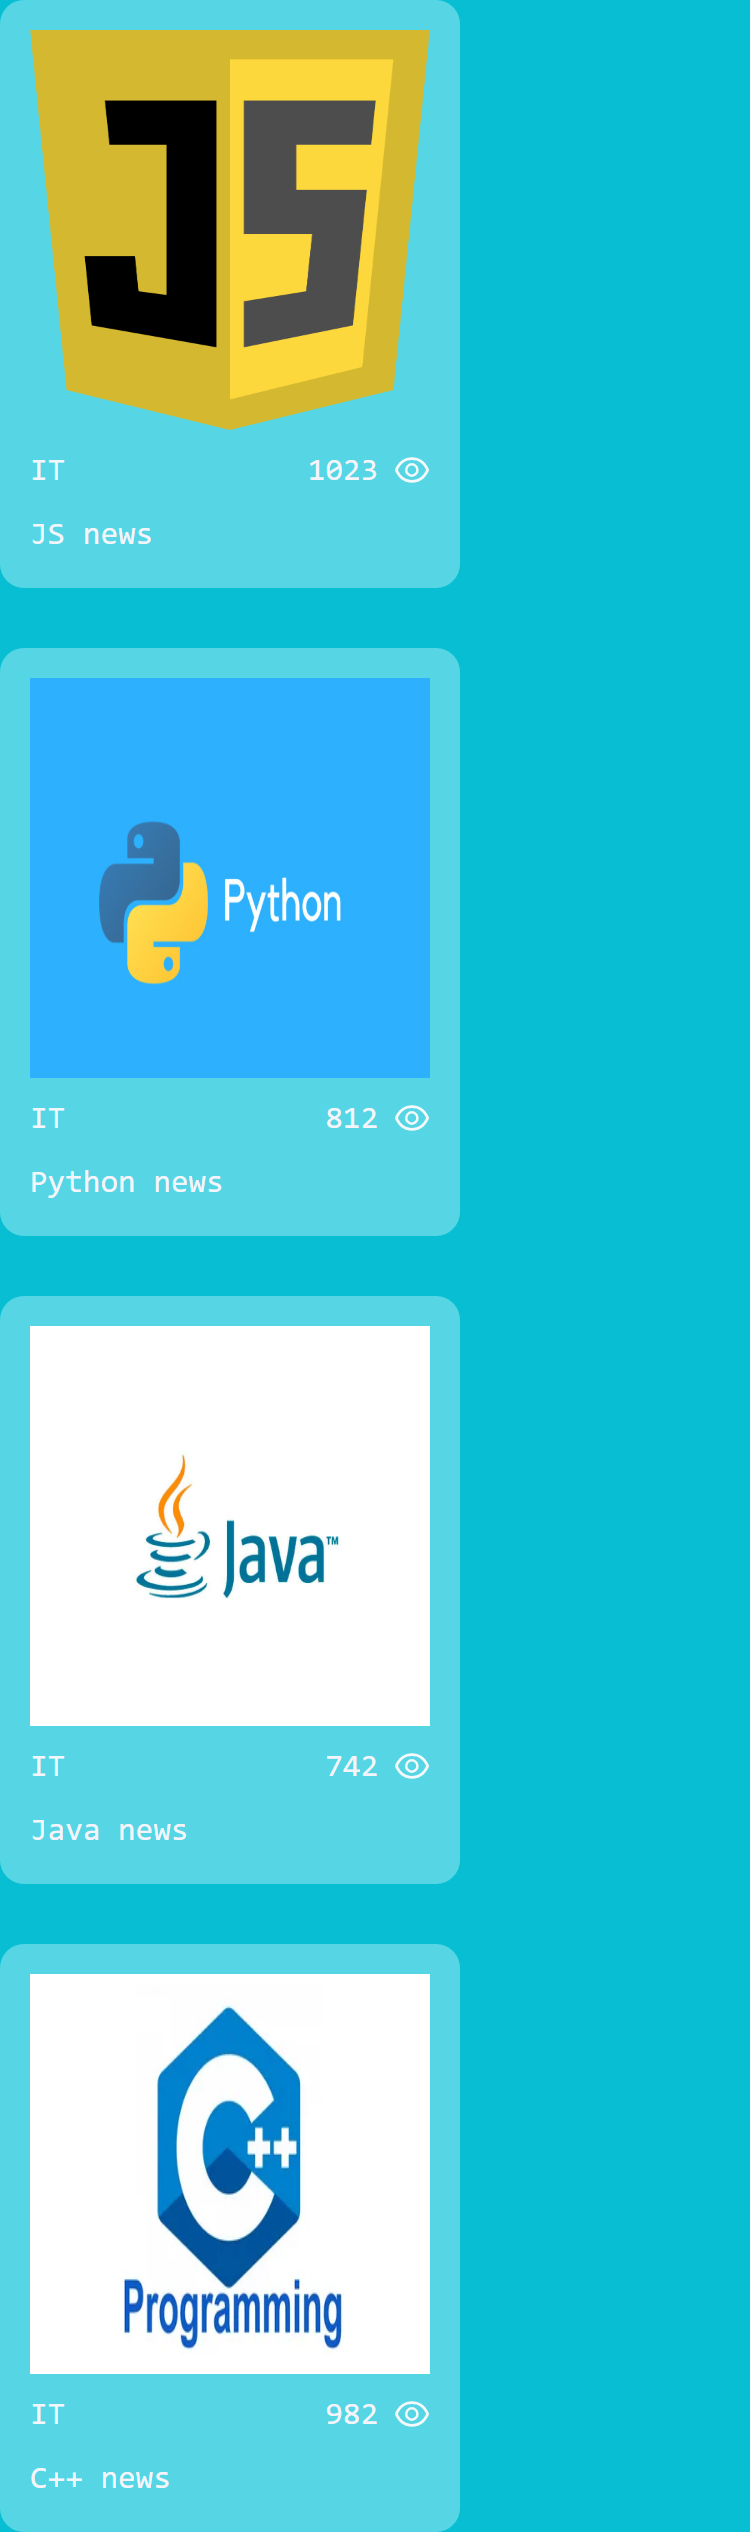 JS
IT 1023
JS news
Python
IT 812
Python news
Java™
IT 742
Java news
C++
Programming
IT 982
C++ news